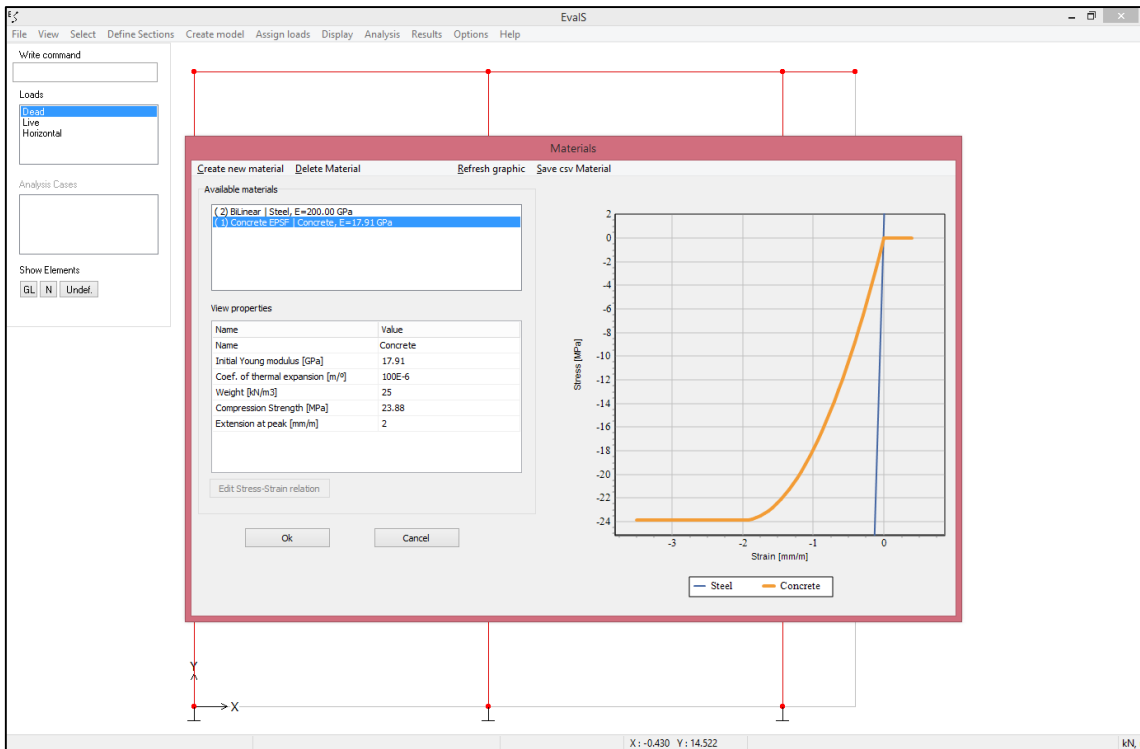 EvalS
File View Select Define Sections Create model Assign loads Display Analysis Results Options Help
Write command
Loads
Dead
Live
Horizontal
Analysis Cases
Show Elements
GL N Undef.
Materials
Create new material Delete Material Refresh graphic Save csv Material
Available materials
( 2) BiLinear | Steel, E=200.00 GPa
( 1) Concrete EPSF | Concrete, E=17.91 GPa
View properties
Name Value
Name Concrete
Initial Young modulus [GPa] 17.91
Coef. of thermal expansion [m/º] 100E-6
Weight [kN/m3] 25
Compression Strength [MPa] 23.88
Extension at peak [mm/m] 2
Edit Stress-Strain relation
Ok Cancel
2
0
-2
-4
-6
-8
-10
-12
-14
-16
-18
-20
-22
-24
Stress [MPa]
-3 -2 -1 0
Strain [mm/m]
Steel Concrete
Y
X
X : -0.430 Y : 14.522 kN,